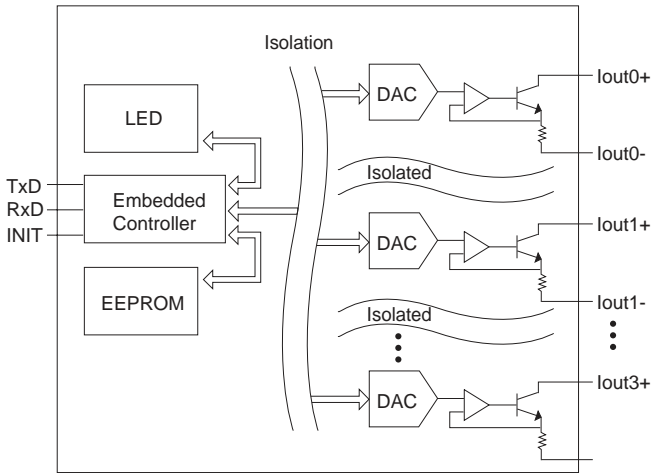 Isolation
LED
TxD
RxD
INIT
Embedded
Controller
EEPROM
DAC
Iout0+
Iout0-
Isolated
DAC
Iout1+
Iout1-
Isolated
DAC
Iout3+